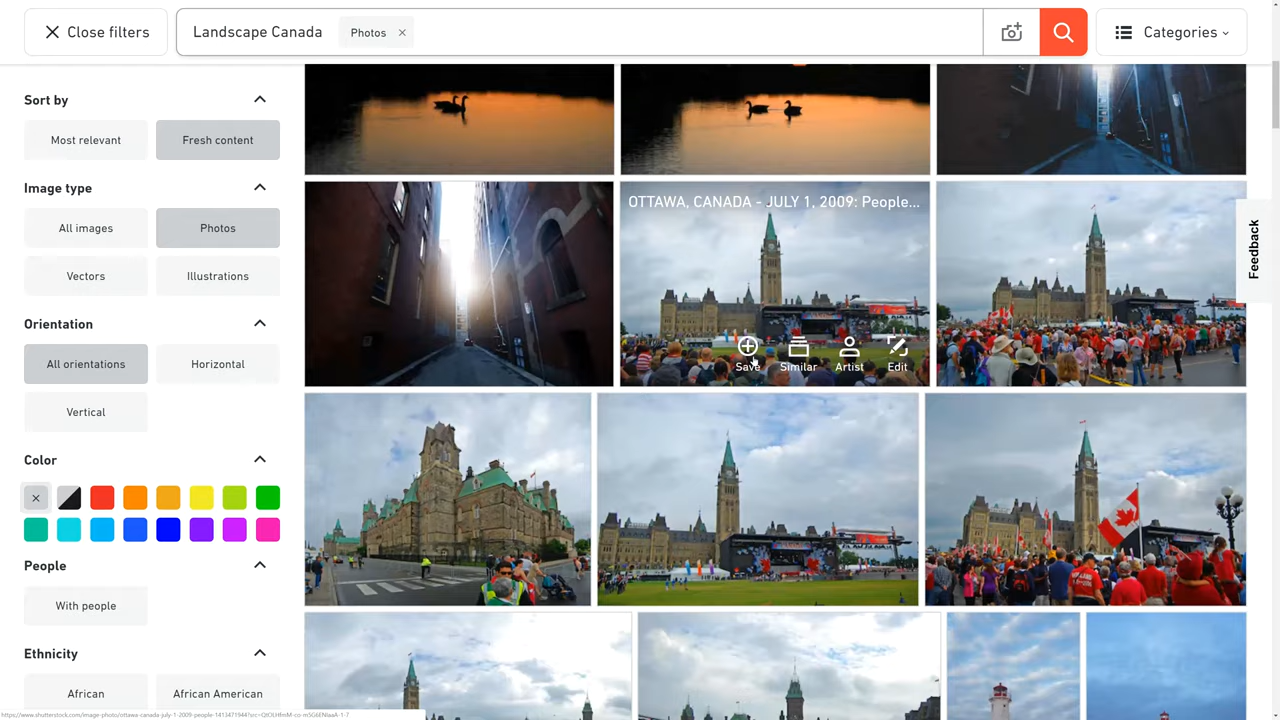 Close filters
Landscape Canada
Photos
Categories
Sort by
Most relevant
Fresh content
Image type
All images
Photos
Vectors
Illustrations
Orientation
All orientations
Horizontal
Vertical
Color
People
With people
Ethnicity
African
African American
OTTAWA, CANADA - JULY 1, 2009: People...
Save
Similar
Artist
Edit
Feedback